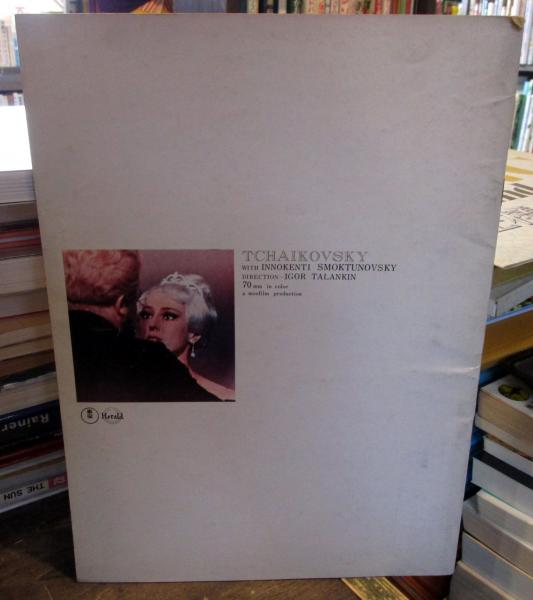 TCHAIKOVSKY
WITH INNOKENTI SMOKTUNOVSKY
DIRECTION-IGOR TALANKIN
70mm in color
a mosfilm production
Herald
Rainer
THE SUN